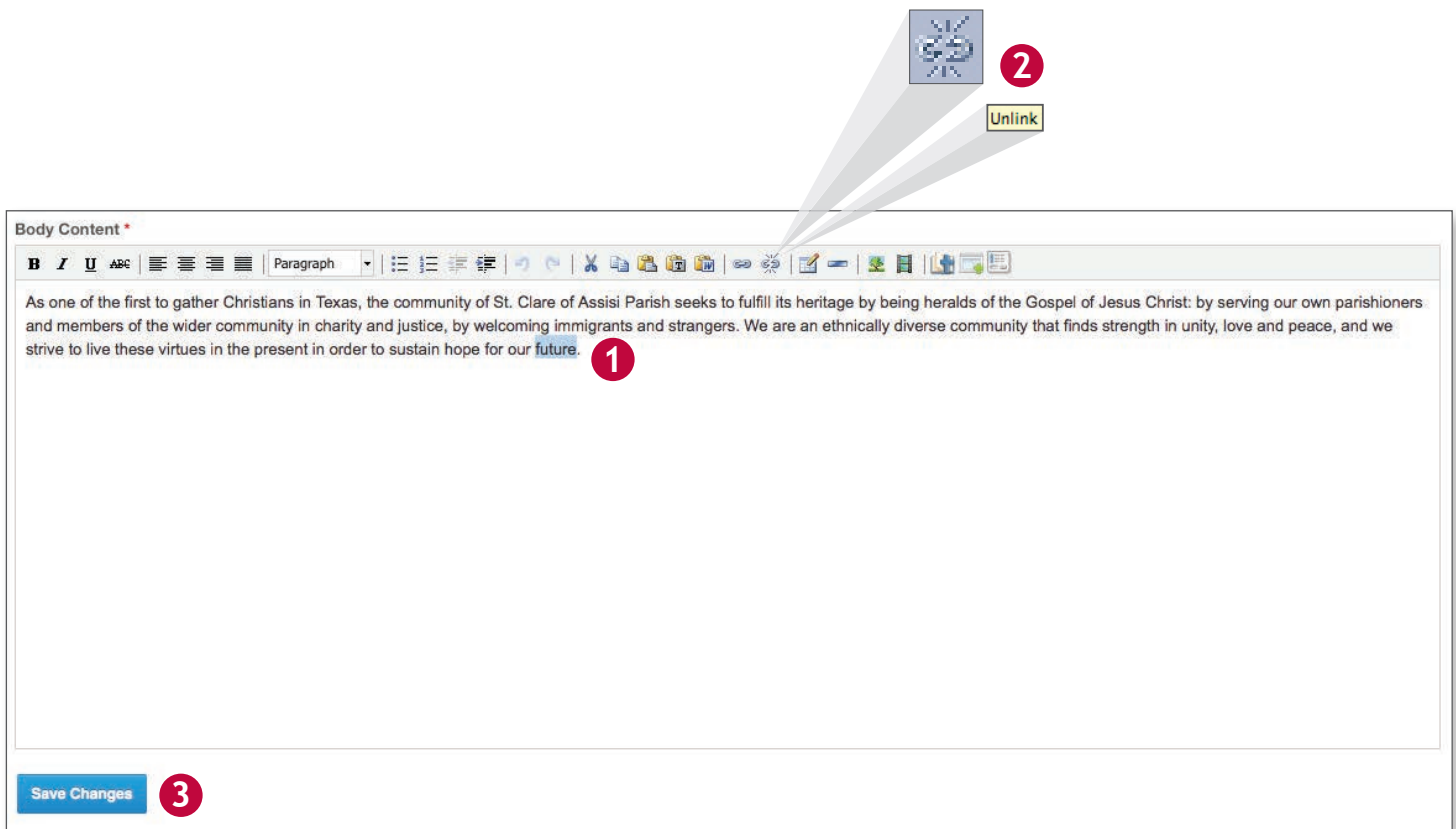 2
Unlink
Body Content *
B I U ABC Paragraph
As one of the first to gather Christians in Texas, the community of St. Clare of Assisi Parish seeks to fulfill its heritage by being heralds of the Gospel of Jesus Christ: by serving our own parishioners
and members of the wider community in charity and justice, by welcoming immigrants and strangers. We are an ethnically diverse community that finds strength in unity, love and peace, and we
strive to live these virtues in the present in order to sustain hope for our future.
1
Save Changes
3